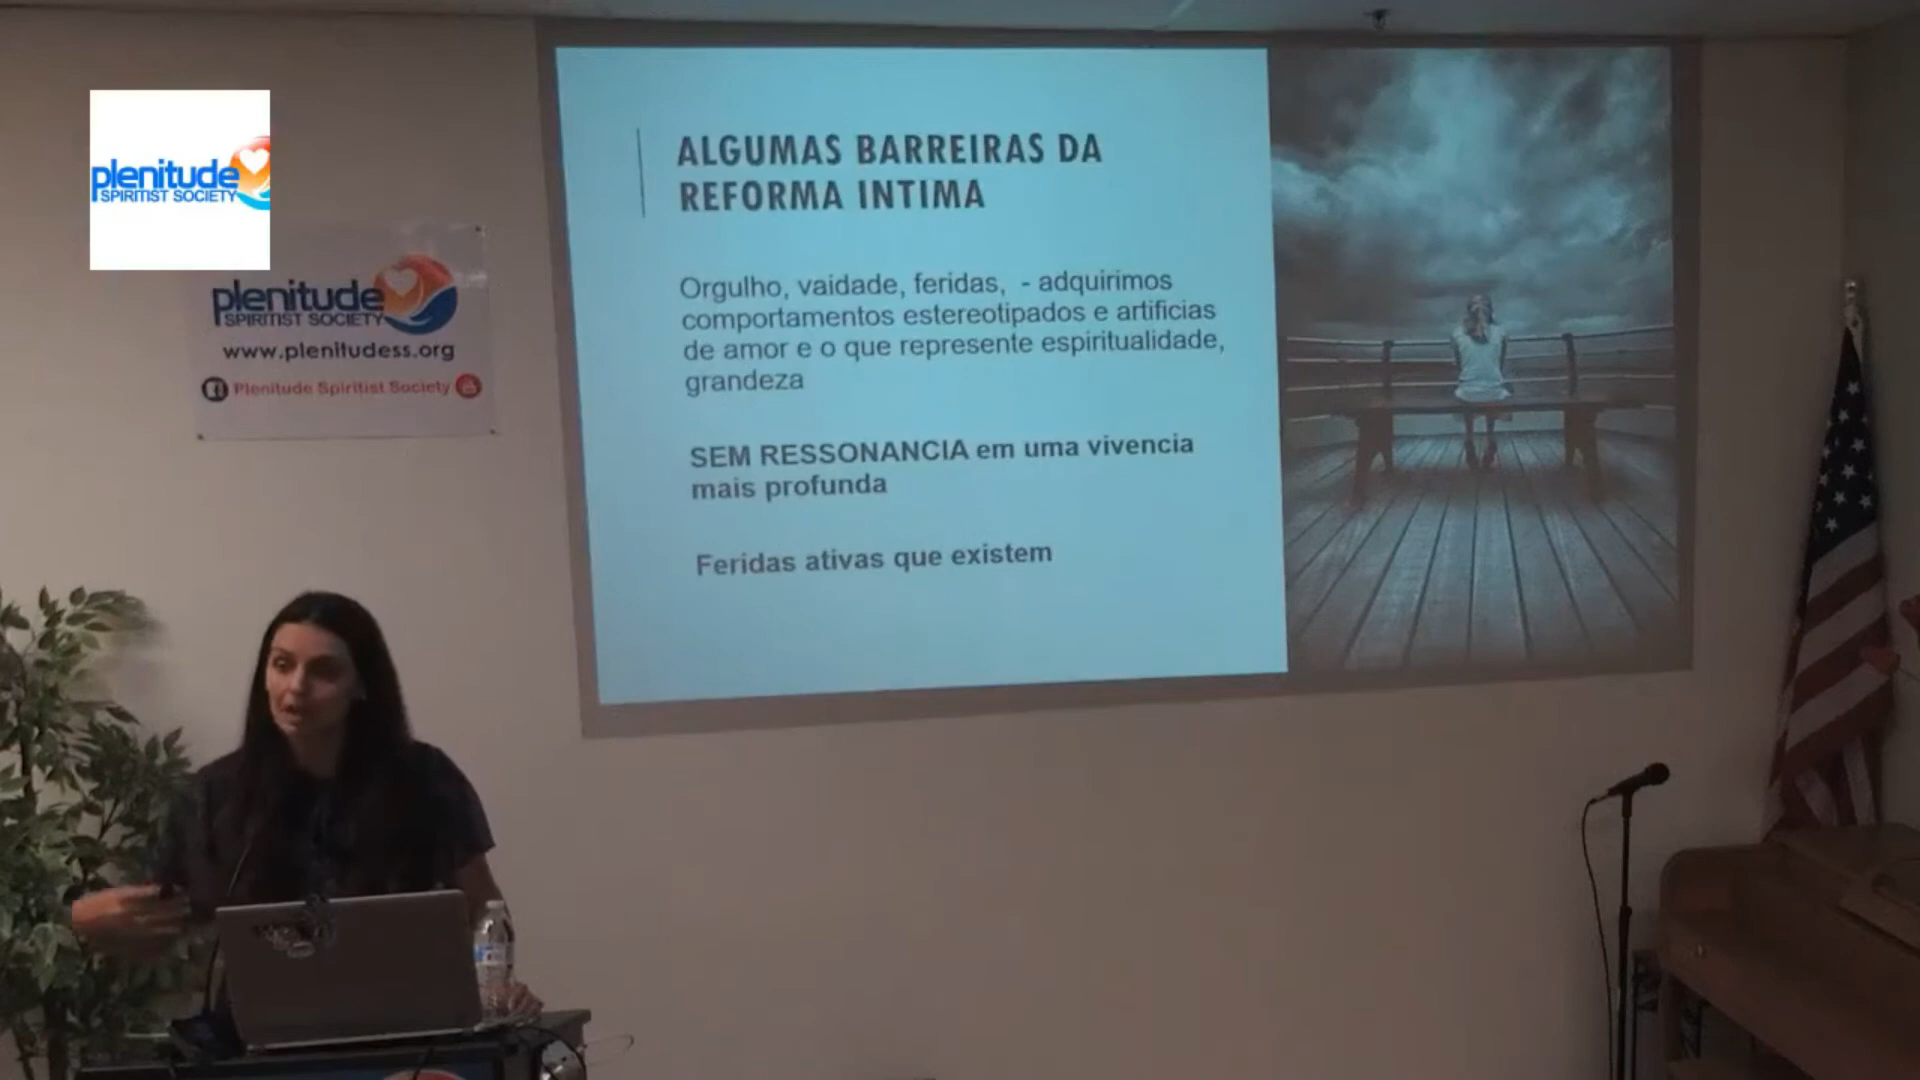 plenitude
SPIRITIST SOCIETY
plenitude
SPIRITIST SOCIETY
www.plenitudess.org
Plenitude Spiritist Society
ALGUMAS BARREIRAS DA
REFORMA INTIMA
Orgulho, vaidade, feridas, - adquirimos
comportamentos estereotipados e artificias
de amor e o que represente espiritualidade,
grandeza
SEM RESSONANCIA em uma vivencia
mais profunda
Feridas ativas que existem